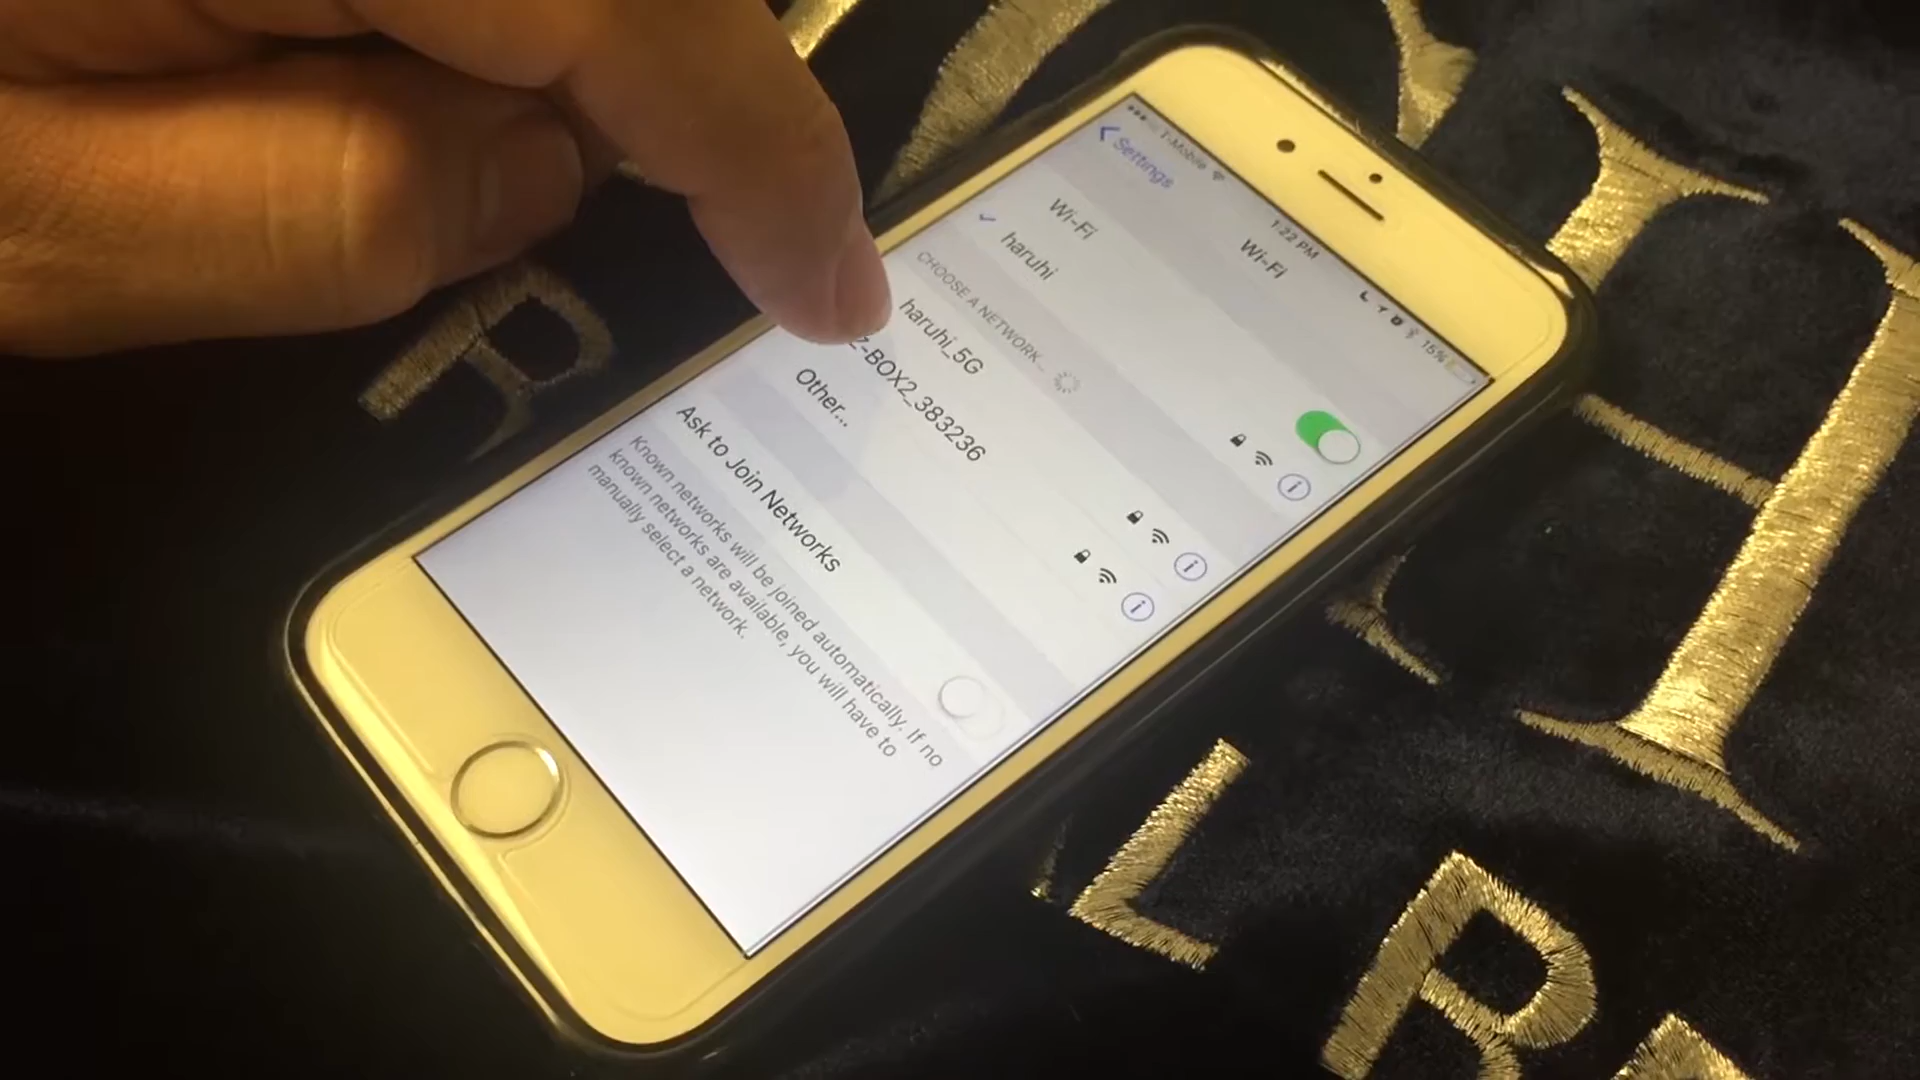 T-Mobile 1:22 PM 15%
Settings Wi-Fi
Wi-Fi
haruhi
CHOOSE A NETWORK...
haruhi_5G
-BOX2_383236
Other...
Ask to Join Networks
Known networks will be joined automatically. If no
known networks are available, you will have to
manually select a network.
H
L
R
R